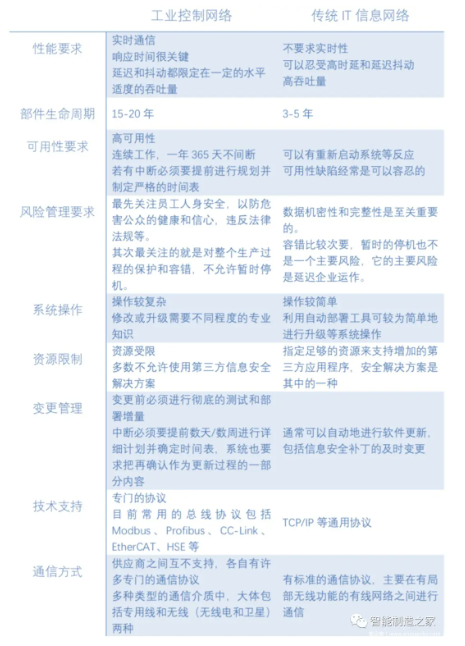 工业控制网络
传统 IT 信息网络
性能要求
实时通信
响应时间很关键
延迟和抖动都限定在一定的水平
适度的吞吐量
不要求实时性
可以忍受高时延和延迟抖动
高吞吐量
部件生命周期
15-20 年
3-5 年
可用性要求
高可用性
连续工作，一年 365 天不间断
若有中断必须要提前进行规划并
制定严格的时间表
可以有重新启动系统等反应
可用性缺陷经常是可以容忍的
风险管理要求
最先关注员工人身安全，以防危
害公众的健康和信心，违反法律
法规等。
其次最关注的就是对整个生产过
程的保护和容错，不允许暂时停
机。
数据机密性和完整性是至关重要
的。
容错比较次要，暂时的停机也不
是一个主要风险，它的主要风险
是延迟企业运作。
系统操作
操作较复杂
修改或升级需要不同程度的专业
知识
操作较简单
利用自动部署工具可较为简单地
进行升级等系统操作
资源限制
资源受限
多数不允许使用第三方信息安全
解决方案
指定足够的资源来支持增加的第
三方应用程序，安全解决方案是
其中的一种
变更管理
变更前必须进行彻底的测试和部
署增量
中断必须要提前数天/数周进行详
细计划并确定时间表，系统也要
求把再确认作为更新过程的一部
分内容
通常可以自动地进行软件更新，
包括信息安全补丁的及时变更
技术支持
专门的协议
目前常用的总线协议包括
Modbus、Profibus、CC-Link、
EtherCAT、HSE 等
TCP/IP 等通用协议
通信方式
供应商之间互不支持，各自有许
多专门的通信协议
多种类型的通信介质中，大体包
括专用线和无线（无线电和卫星）
两种
有标准的通信协议，主要在有局
部无线功能的有线网络之间进行
通信
智能制造之家